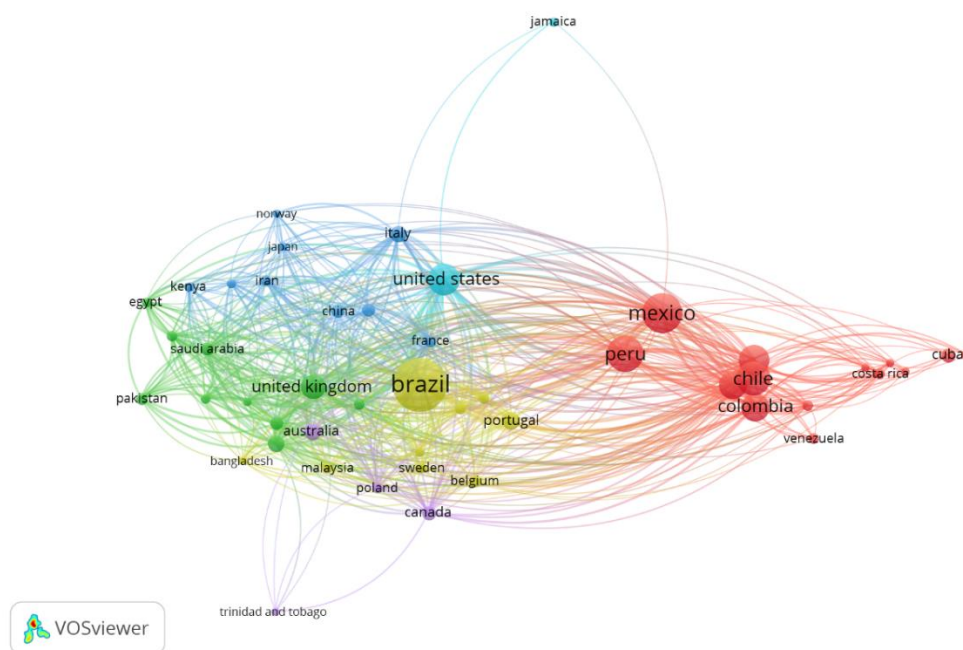 jamaica
norway
italy
japan
united states
iran
kenya
egypt
china
mexico
france
saudi arabia
peru
cuba
costa rica
chile
brazil
united kingdom
pakistan
colombia
portugal
australia
venezuela
bangladesh
malaysia
sweden
belgium
poland
canada
trinidad and tobago
VOSviewer